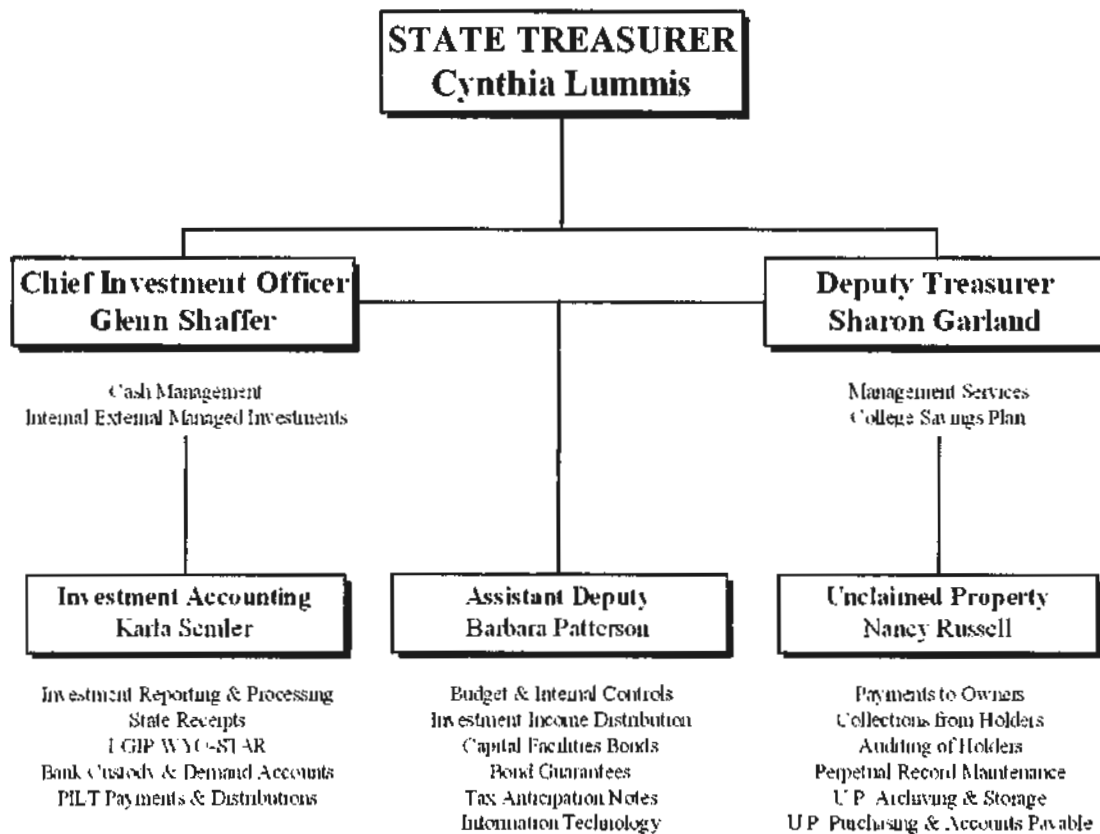 STATE TREASURER
Cynthia Lummis
Chief Investment Officer
Glenn Shaffer
Deputy Treasurer
Sharon Garland
Cash Management
Internal External Managed Investments
Management Services
College Savings Plan
Investment Accounting
Karla Semler
Assistant Deputy
Barbara Patterson
Unclaimed Property
Nancy Russell
Investment Reporting & Processing
State Receipts
LGIP WYO-STAR
Bank Custody & Demand Accounts
PILT Payments & Distributions
Budget & Internal Controls
Investment Income Distribution
Capital Facilities Bonds
Bond Guarantees
Tax Anticipation Notes
Information Technology
Payments to Owners
Collections from Holders
Auditing of Holders
Perpetual Record Maintenance
U P Archiving & Storage
U P Purchasing & Accounts Payable